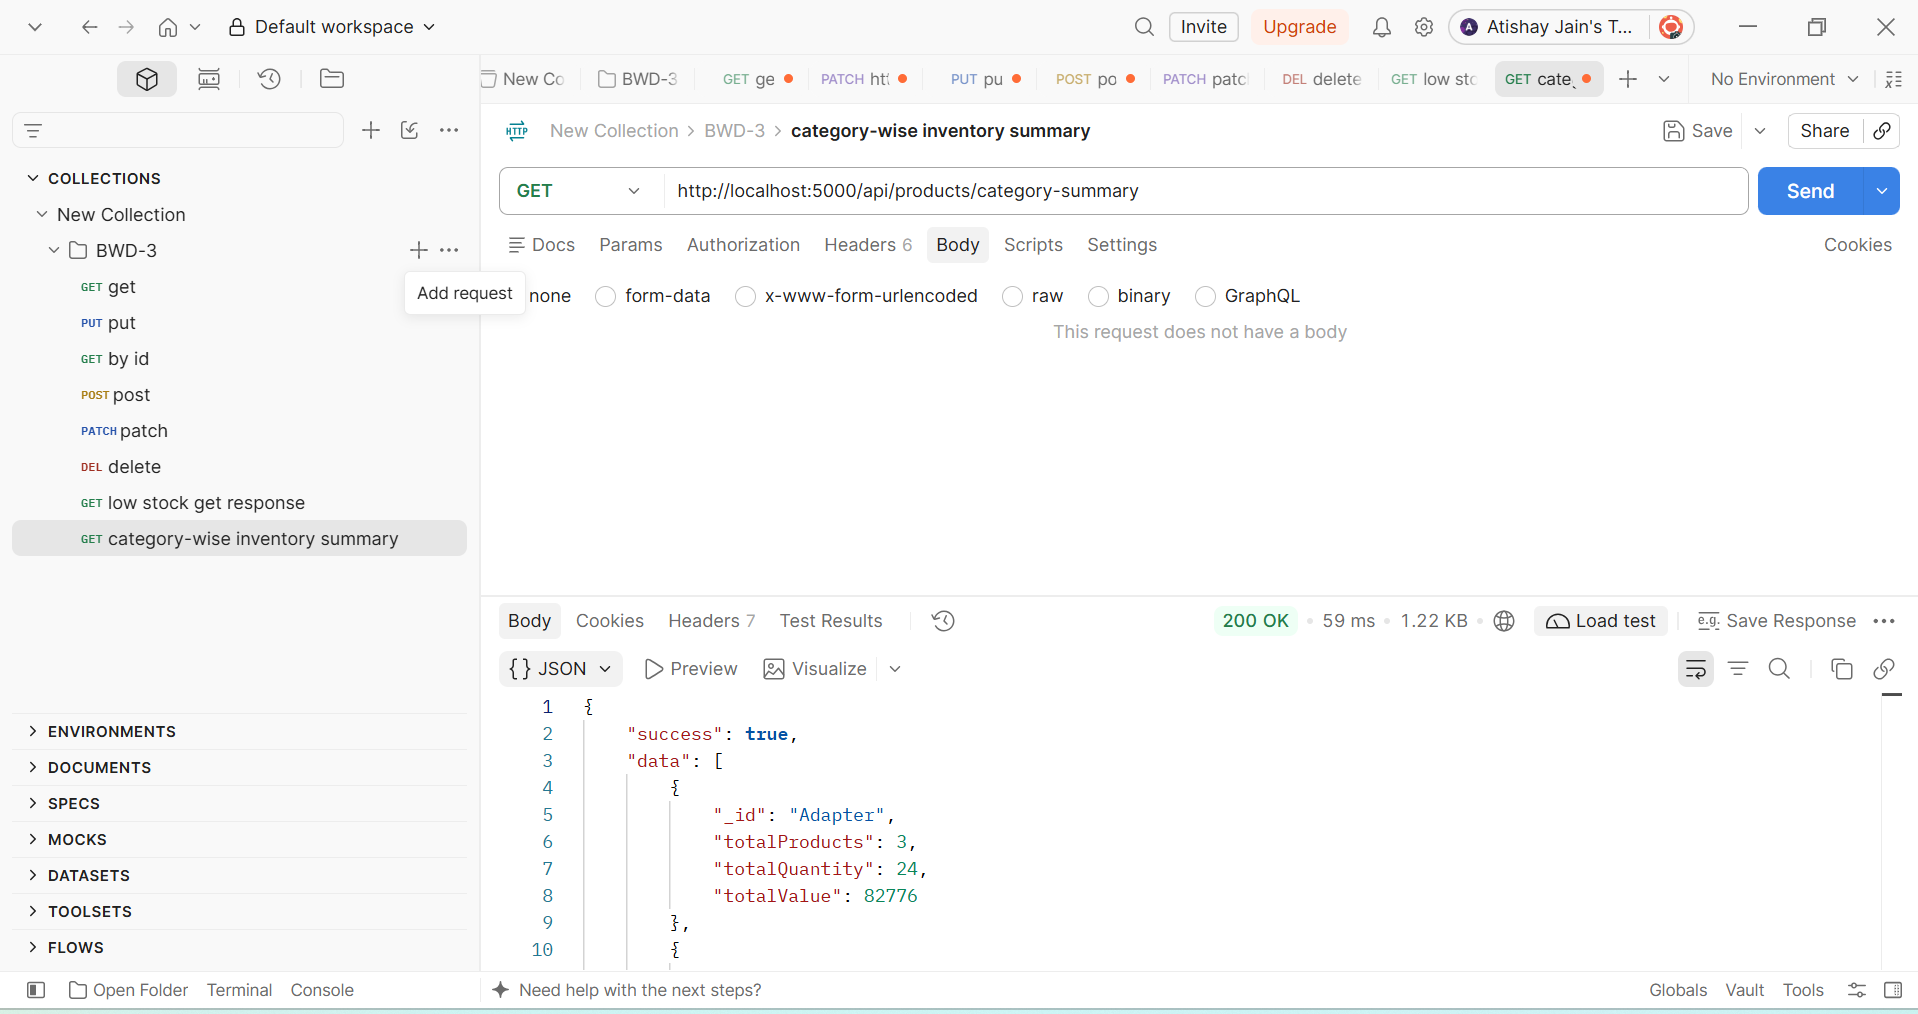 Default workspace
Invite
Upgrade
A Atishay Jain's T...
New Co
BWD-3
GET ge
PATCH htt
PUT pu
POST po
PATCH patc
DEL delete
GET low stc
GET cate
No Environment
COLLECTIONS
New Collection
BWD-3
GET get
PUT put
GET by id
POST post
PATCH patch
DEL delete
GET low stock get response
GET category-wise inventory summary
Add request
ENVIRONMENTS
DOCUMENTS
SPECS
MOCKS
DATASETS
TOOLSETS
FLOWS
HTTP New Collection > BWD-3 > category-wise inventory summary
Save
Share
GET http://localhost:5000/api/products/category-summary
Send
Docs Params Authorization Headers 6 Body Scripts Settings
Cookies
none form-data x-www-form-urlencoded raw binary GraphQL
This request does not have a body
Body Cookies Headers 7 Test Results
200 OK • 59 ms • 1.22 KB •
Load test
e.g. Save Response
{} JSON Preview Visualize
1 {
2 "success": true,
3 "data": [
4 {
5 "_id": "Adapter",
6 "totalProducts": 3,
7 "totalQuantity": 24,
8 "totalValue": 82776
9 },
10 {
Open Folder Terminal Console
Need help with the next steps?
Globals Vault Tools